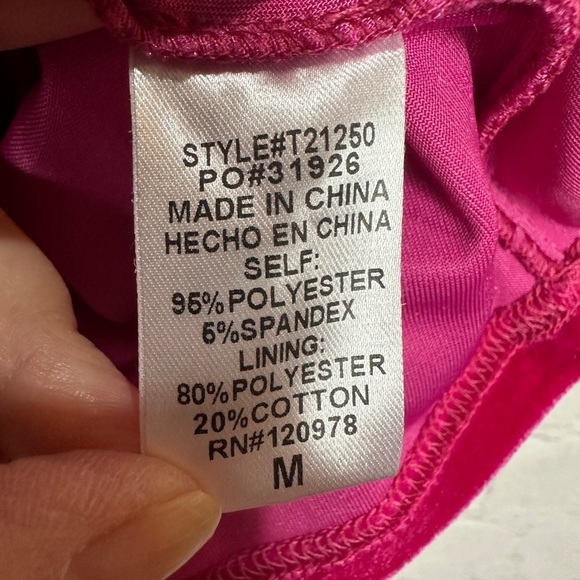 STYLE#T21250
PO#31926
MADE IN CHINA
HECHO EN CHINA
SELF:
95%POLYESTER
5%SPANDEX
LINING:
80%POLYESTER
20%COTTON
RN#120978
M